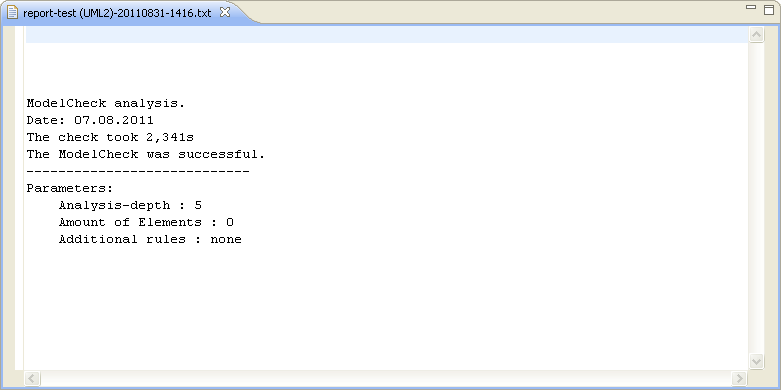 report-test (UML2)-20110831-1416.txt
ModelCheck analysis.
Date: 07.08.2011
The check took 2,341s
The ModelCheck was successful.
----------------------------
Parameters:
    Analysis-depth : 5
    Amount of Elements : 0
    Additional rules : none